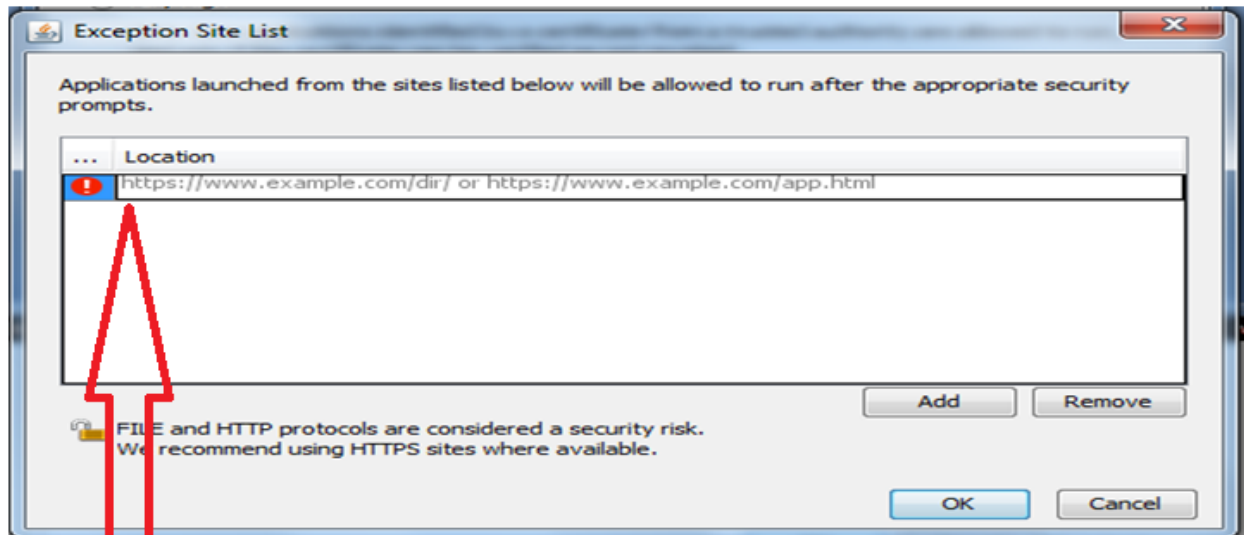 Exception Site List
Applications launched from the sites listed below will be allowed to run after the appropriate security
prompts.
... Location
https://www.example.com/dir/ or https://www.example.com/app.html
Add Remove
FILE and HTTP protocols are considered a security risk.
We recommend using HTTPS sites where available.
OK Cancel